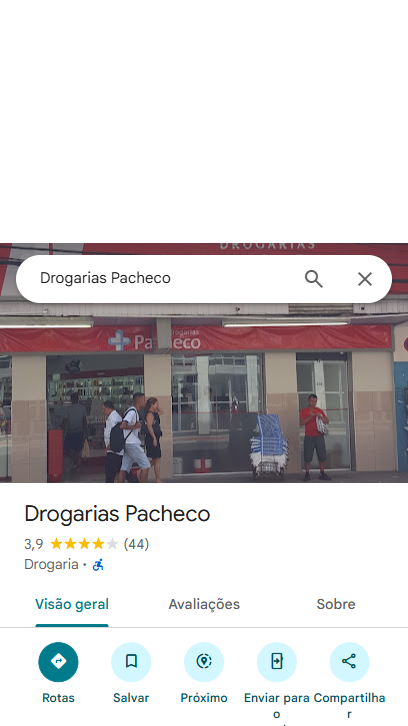 DROGARIAS
Drogarias Pacheco
drogarias
Pacheco
Drogarias Pacheco
3,9 (44)
Drogaria ·
Visão geral Avaliações Sobre
Rotas Salvar Próximo Enviar para o Compartilhar